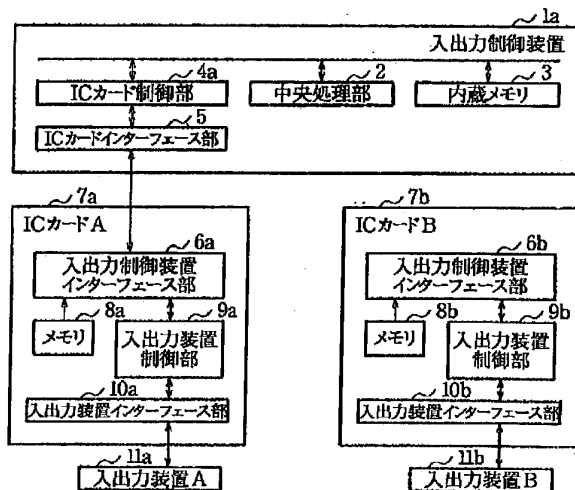 1a
入出力制御装置
4a
2
3
ICカード制御部
中央処理部
内蔵メモリ
5
ICカードインターフェース部
7a
7b
ICカードA
ICカードB
6a
6b
入出力制御装置
インターフェース部
入出力制御装置
インターフェース部
8a
9a
8b
9b
メモリ
入出力装置
制御部
メモリ
入出力装置
制御部
10a
10b
入出力装置インターフェース部
入出力装置インターフェース部
11a
11b
入出力装置A
入出力装置B